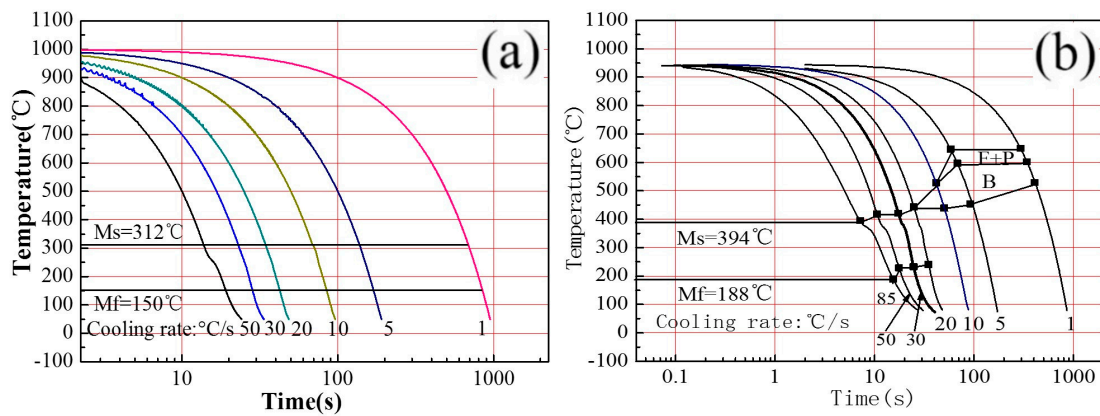 (a)
1100
1000
900
800
700
600
500
400
300
200
100
0
-100
Temperature(℃)
Ms=312℃
Mf=150℃
Cooling rate:°C/s 50 30 20 10 5 1
10 100 1000
Time(s)
(b)
1100
1000
900
800
700
600
500
400
300
200
100
0
-100
Temperature(℃)
F+P
B
Ms=394℃
Mf=188℃
Cooling rate:℃/s
85 50 30 20 10 5 1
0.1 1 10 100 1000
Time(s)